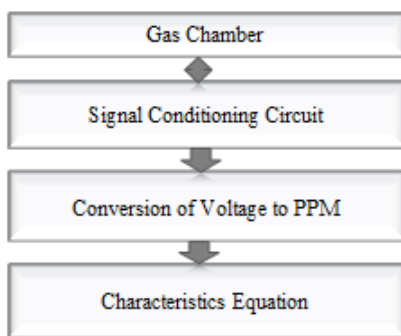 Gas Chamber
Signal Conditioning Circuit
Conversion of Voltage to PPM
Characteristics Equation